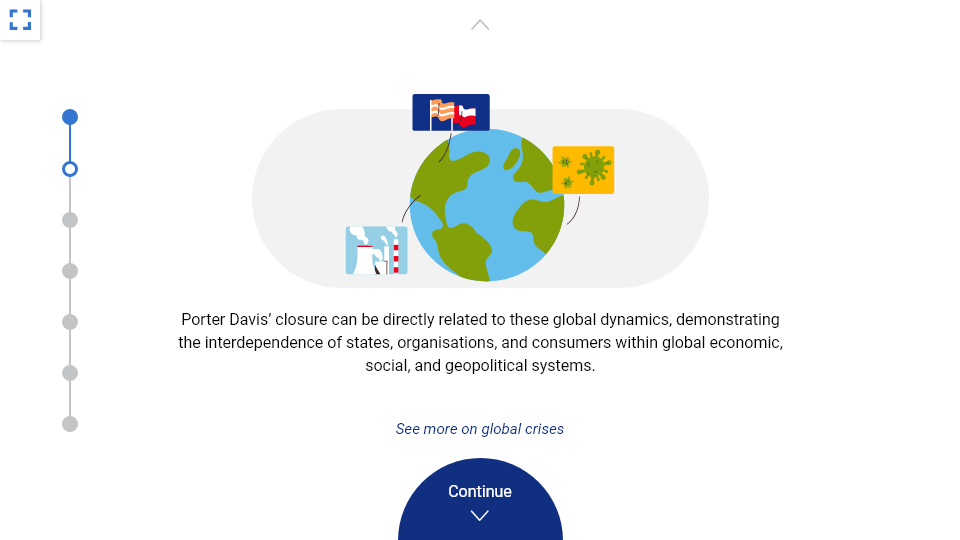 Porter Davis’ closure can be directly related to these global dynamics, demonstrating
the interdependence of states, organisations, and consumers within global economic,
social, and geopolitical systems.
See more on global crises
Continue